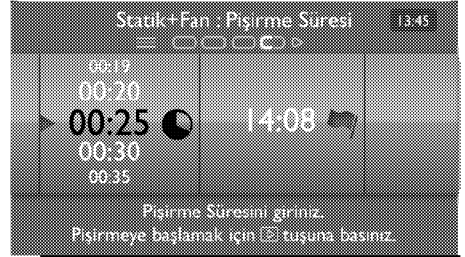 Statik+Fan : Pişirme Süresi 13:45
00:19
00:20
00:25 14:08
00:30
00:35
Pişirme Süresini giriniz.
Pişirmeye başlamak için tuşuna basınız.